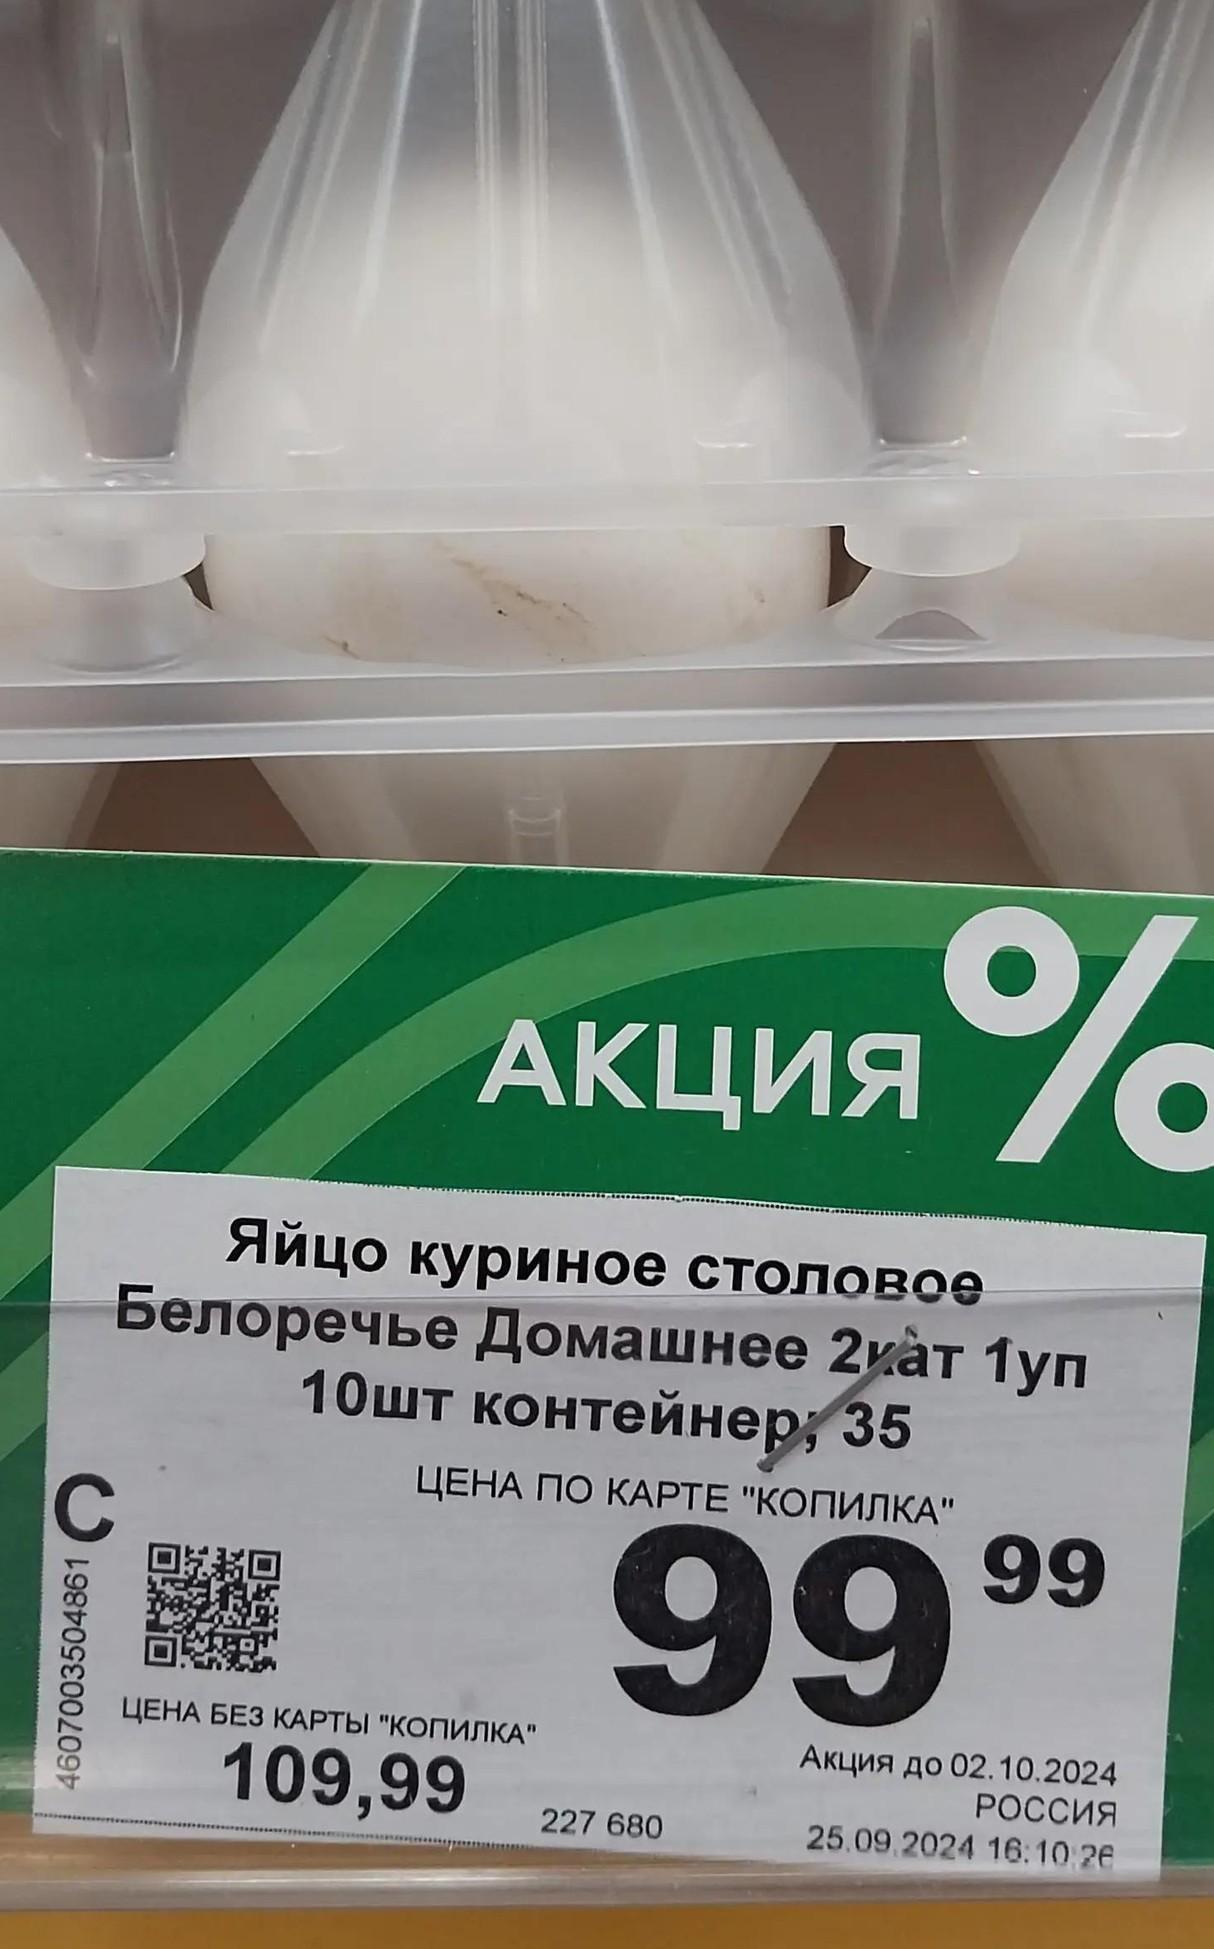 АКЦИЯ %
Яйцо куриное столовое
Белоречье Домашнее 2кат 1уп
10шт контейнер, 35
ЦЕНА ПО КАРТЕ "КОПИЛКА"
99 99
С
4607003504861
ЦЕНА БЕЗ КАРТЫ "КОПИЛКА"
109,99
227 680
Акция до 02.10.2024
РОССИЯ
25.09.2024 16:10:26